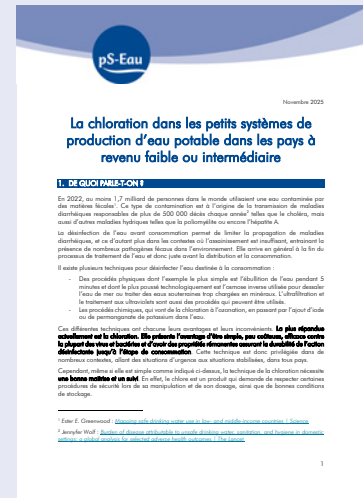 pS-Eau
Novembre 2025
La chloration dans les petits systèmes de
production d'eau potable dans les pays à
revenu faible ou intermédiaire
1. DE QUOI PARLE-T-ON ?
En 2022, au moins 1,7 milliard de personnes dans le monde utilisaient une eau contaminée par
des matières fécales¹. Ce type de contamination est à l'origine de la transmission de maladies
diarrhéiques responsables de plus de 500 000 décès chaque année² telles que le choléra, mais
aussi d'autres maladies hydriques telles que la poliomyélite ou encore l'hépatite A.
La désinfection de l'eau avant consommation permet de limiter la propagation de maladies
diarrhéiques, et ce d'autant plus dans les contextes où l'assainissement est insuffisant, entrainant la
présence de nombreux pathogènes fécaux dans l'environnement. Elle arrive en général à la fin du
processus de traitement de l'eau et donc juste avant la distribution et la consommation.
Il existe plusieurs techniques pour désinfecter l'eau destinée à la consommation :
- Des procédés physiques dont l'exemple le plus simple est l'ébullition de l'eau pendant 5
minutes et dont le plus poussé technologiquement est l'osmose inverse utilisée pour dessaler
l'eau de mer ou traiter des eaux souterraines trop chargées en minéraux. L'ultrafiltration et
le traitement aux ultraviolets sont aussi des procédés qui peuvent être utilisés.
- Les procédés chimiques, qui vont de la chloration à l'ozonation, en passant par l'ajout d'iode
ou de permanganate de potassium dans l'eau.
Ces différentes techniques ont chacune leurs avantages et leurs inconvénients. La plus répandue
actuellement est la chloration. Elle présente l'avantage d'être simple, peu coûteuse, efficace contre
la plupart des virus et bactéries et d'avoir des propriétés rémanentes assurant la durabilité de l'action
désinfectante jusqu'à l'étape de consommation. Cette technique est donc privilégiée dans de
nombreux contextes, allant des situations d'urgence aux situations stabilisées, dans tous pays.
Cependant, même si elle est simple comme indiqué ci-dessus, la technique de la chloration nécessite
une bonne maitrise et un suivi. En effet, le chlore est un produit qui demande de respecter certaines
procédures de sécurité lors de sa manipulation et de son dosage, ainsi que de bonnes conditions
de stockage.
¹ Ester E. Greenwood : Mapping safe drinking water use in low- and middle-income countries | Science
² Jennyfer Wolf : Burden of disease attributable to unsafe drinking water, sanitation, and hygiene in domestic
settings: a global analysis for selected adverse health outcomes | The Lancet
1